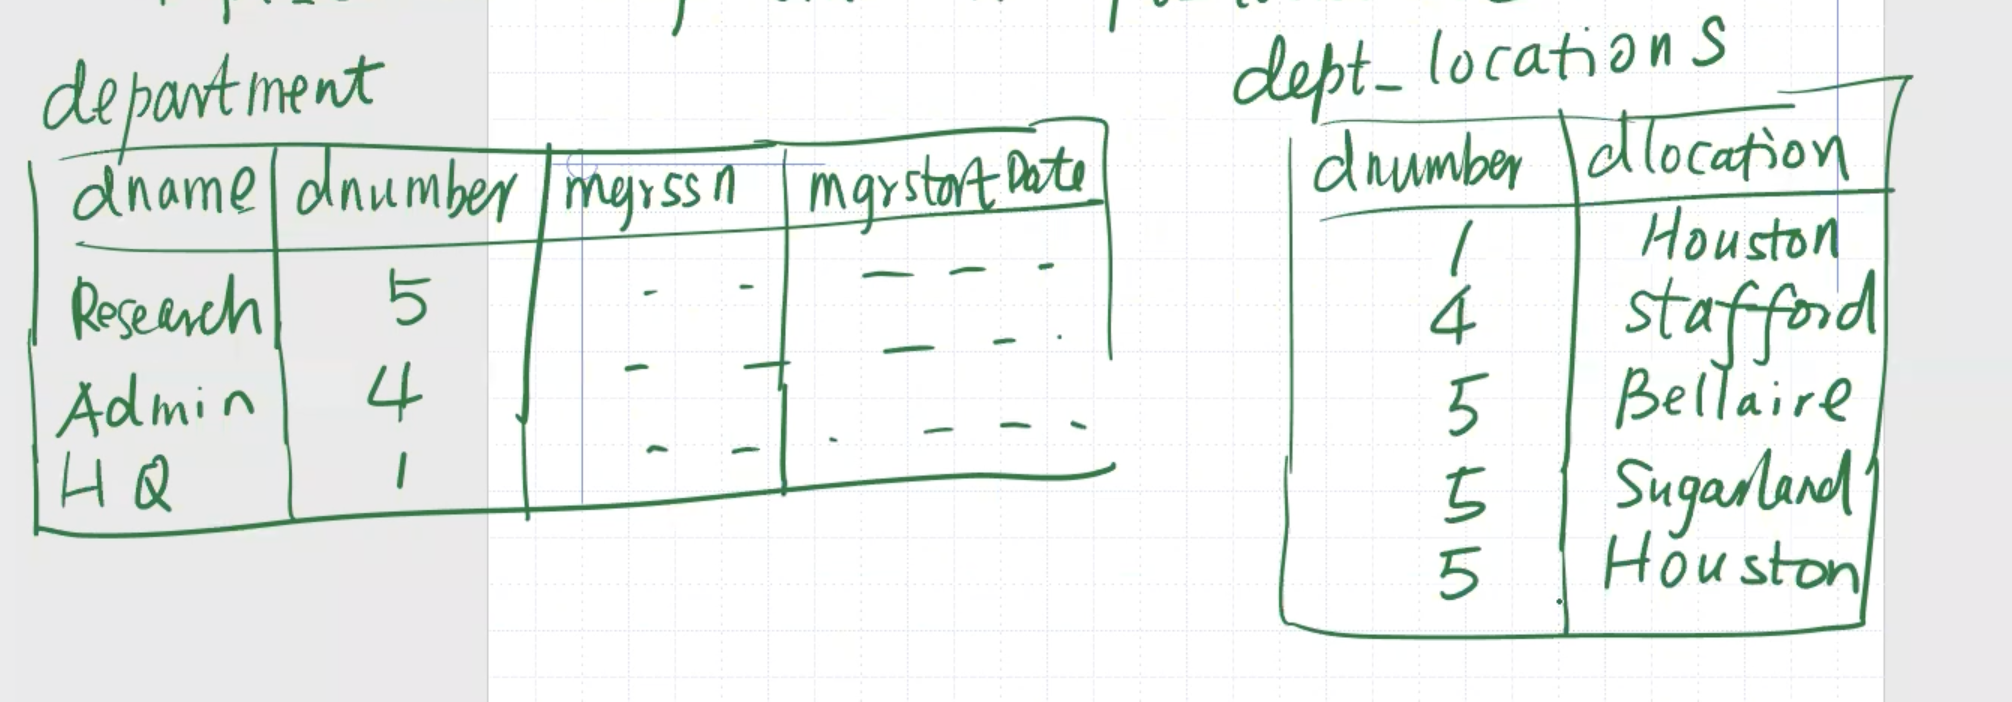 department
dname dnumber mgrssn mgrstartDate
Research 5 - - — — -
Admin 4 - — — - .
HQ 1 - - . - - -
dept_locations
dnumber dlocation
1 Houston
4 Stafford
5 Bellaire
5 Sugarland
5 Houston